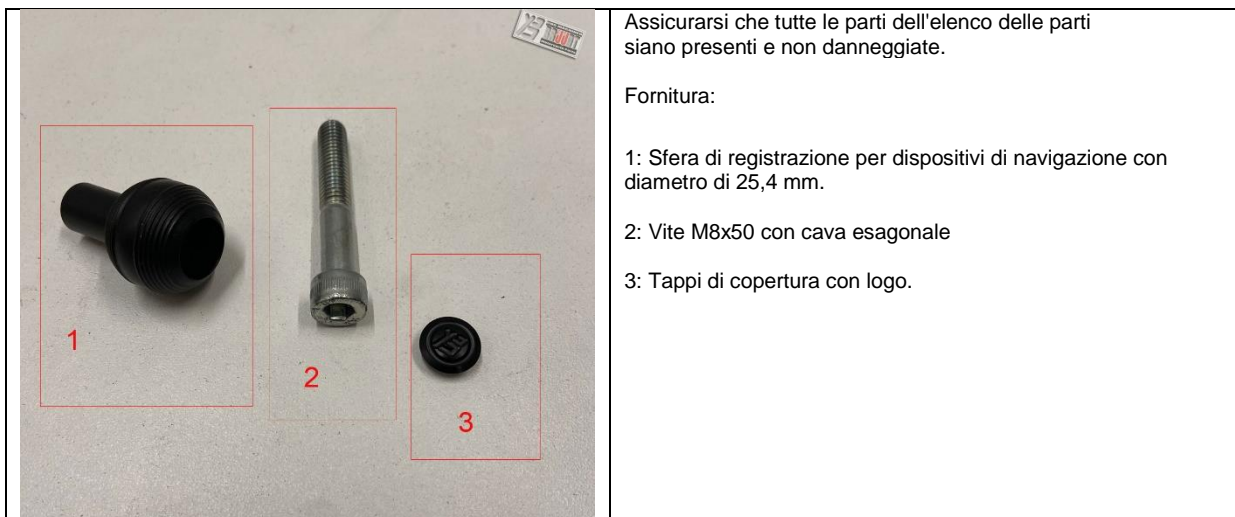 Assicurarsi che tutte le parti dell'elenco delle parti
siano presenti e non danneggiate.
Fornitura:
1: Sfera di registrazione per dispositivi di navigazione con
diametro di 25,4 mm.
2: Vite M8x50 con cava esagonale
3: Tappi di copertura con logo.
1
2
3